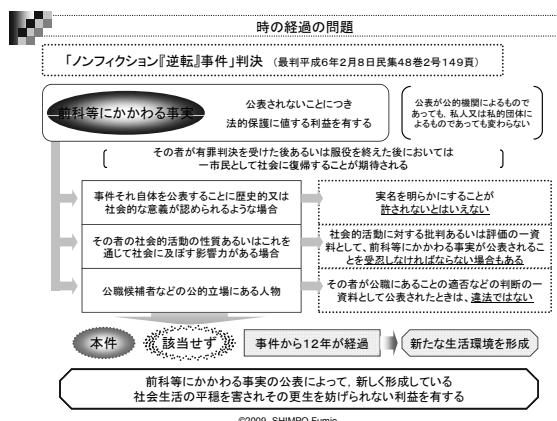 時の経過の問題
「ノンフィクション『逆転』事件」判決 (最判平成6年2月8日民集48巻2号149頁)
前科等にかかわる事実
公表されないことにつき
法的保護に値する利益を有する
公表が公的機関によるもので
あっても、私人又は私的団体に
よるものであっても変わらない
その者が有罪判決を受けた後あるいは服役を終えた後においては
一市民として社会に復帰することが期待される
事件それ自体を公表することに歴史的又は
社会的な意義が認められるような場合
実名を明らかにすることが
許されないとはいえない
その者の社会的活動の性質あるいはこれを
通じて社会に及ぼす影響力がある場合
社会的活動に対する批判あるいは評価の一資
料として、前科等にかかわる事実が公表されるこ
とを受忍しなければならない場合もある
公職候補者などの公的立場にある人物
その者が公職にあることの適否などの判断の一
資料として公表されたときは、違法ではない
本件
該当せず
事件から12年が経過
新たな生活環境を形成
前科等にかかわる事実の公表によって、新しく形成している
社会生活の平穏を害されその更生を妨げられない利益を有する
©2009 SHIMPO Fumio